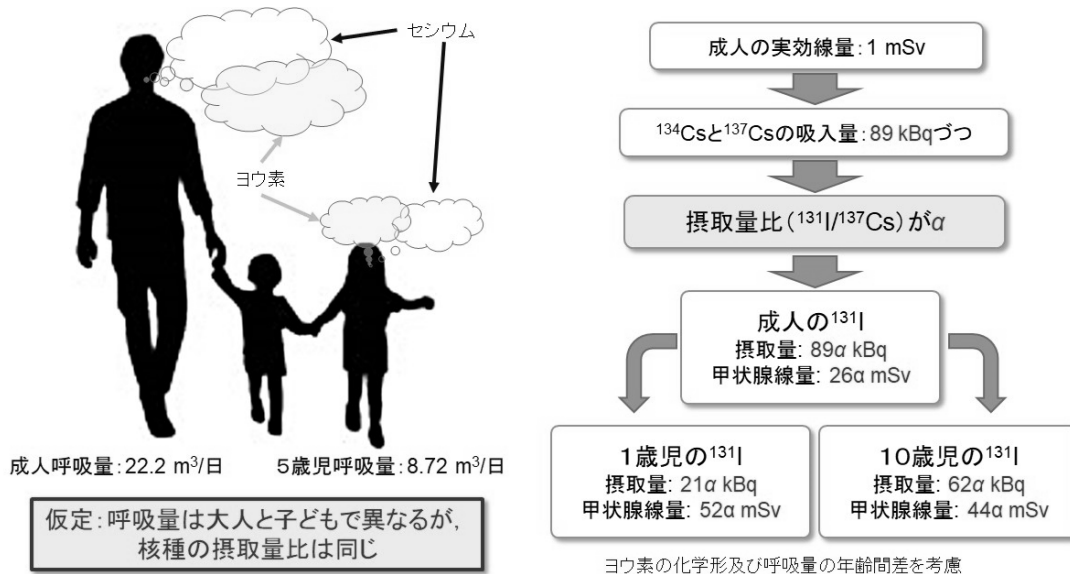 セシウム
ヨウ素
成人呼吸量:22.2 m³/日
5歳児呼吸量:8.72 m³/日
仮定:呼吸量は大人と子どもで異なるが,
核種の摂取量比は同じ
成人の実効線量:1 mSv
¹³⁴Csと¹³⁷Csの吸入量:89 kBqづつ
摂取量比(¹³¹I/¹³⁷Cs)がα
成人の¹³¹I
摂取量: 89α kBq
甲状腺線量: 26α mSv
1歳児の¹³¹I
摂取量: 21α kBq
甲状腺線量: 52α mSv
10歳児の¹³¹I
摂取量: 62α kBq
甲状腺線量: 44α mSv
ヨウ素の化学形及び呼吸量の年齢間差を考慮